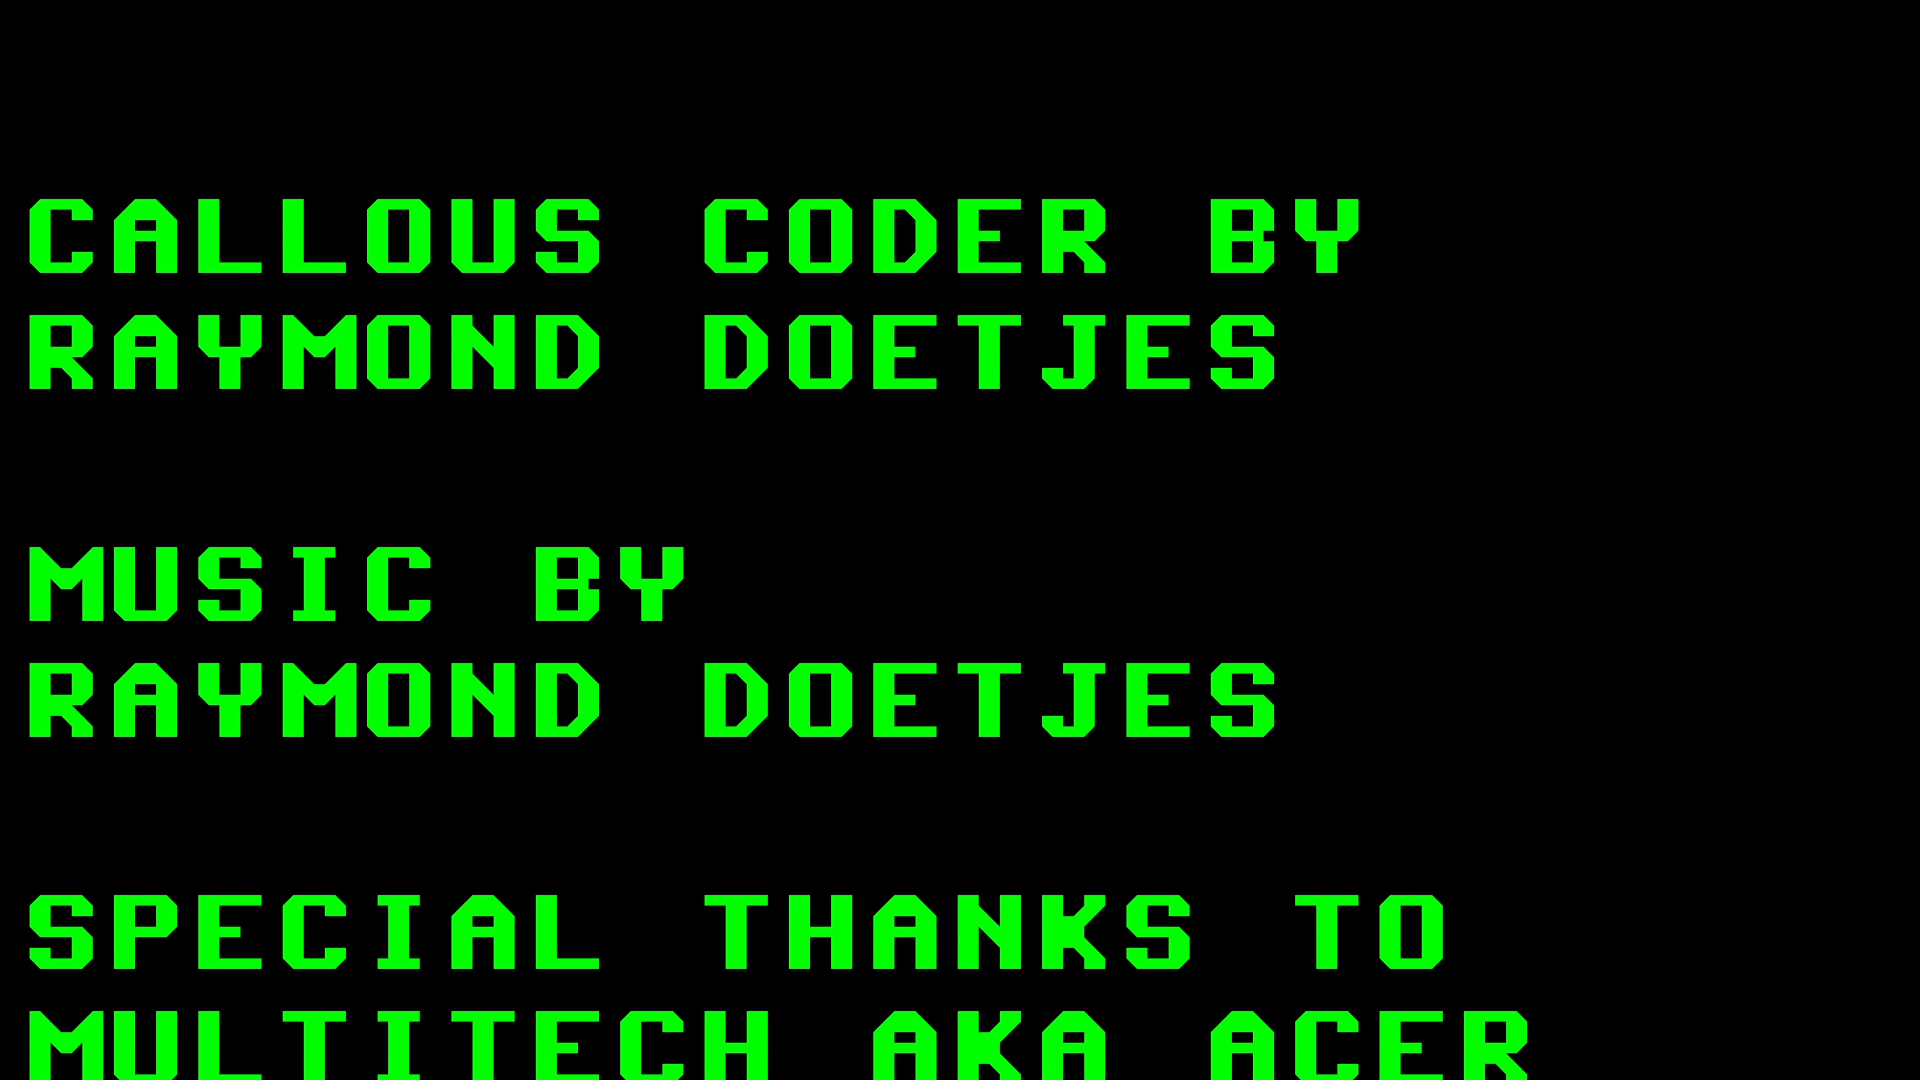 CALLOUS CODER BY
RAYMOND DOETJES
MUSIC BY
RAYMOND DOETJES
SPECIAL THANKS TO
MULTITECH AKA ACER